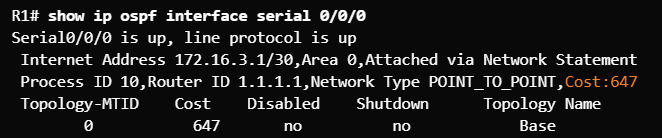 R1# show ip ospf interface serial 0/0/0
Serial0/0/0 is up, line protocol is up
Internet Address 172.16.3.1/30,Area 0,Attached via Network Statement
Process ID 10,Router ID 1.1.1.1,Network Type POINT_TO_POINT,Cost:647
Topology-MTID Cost Disabled Shutdown Topology Name
0 647 no no Base